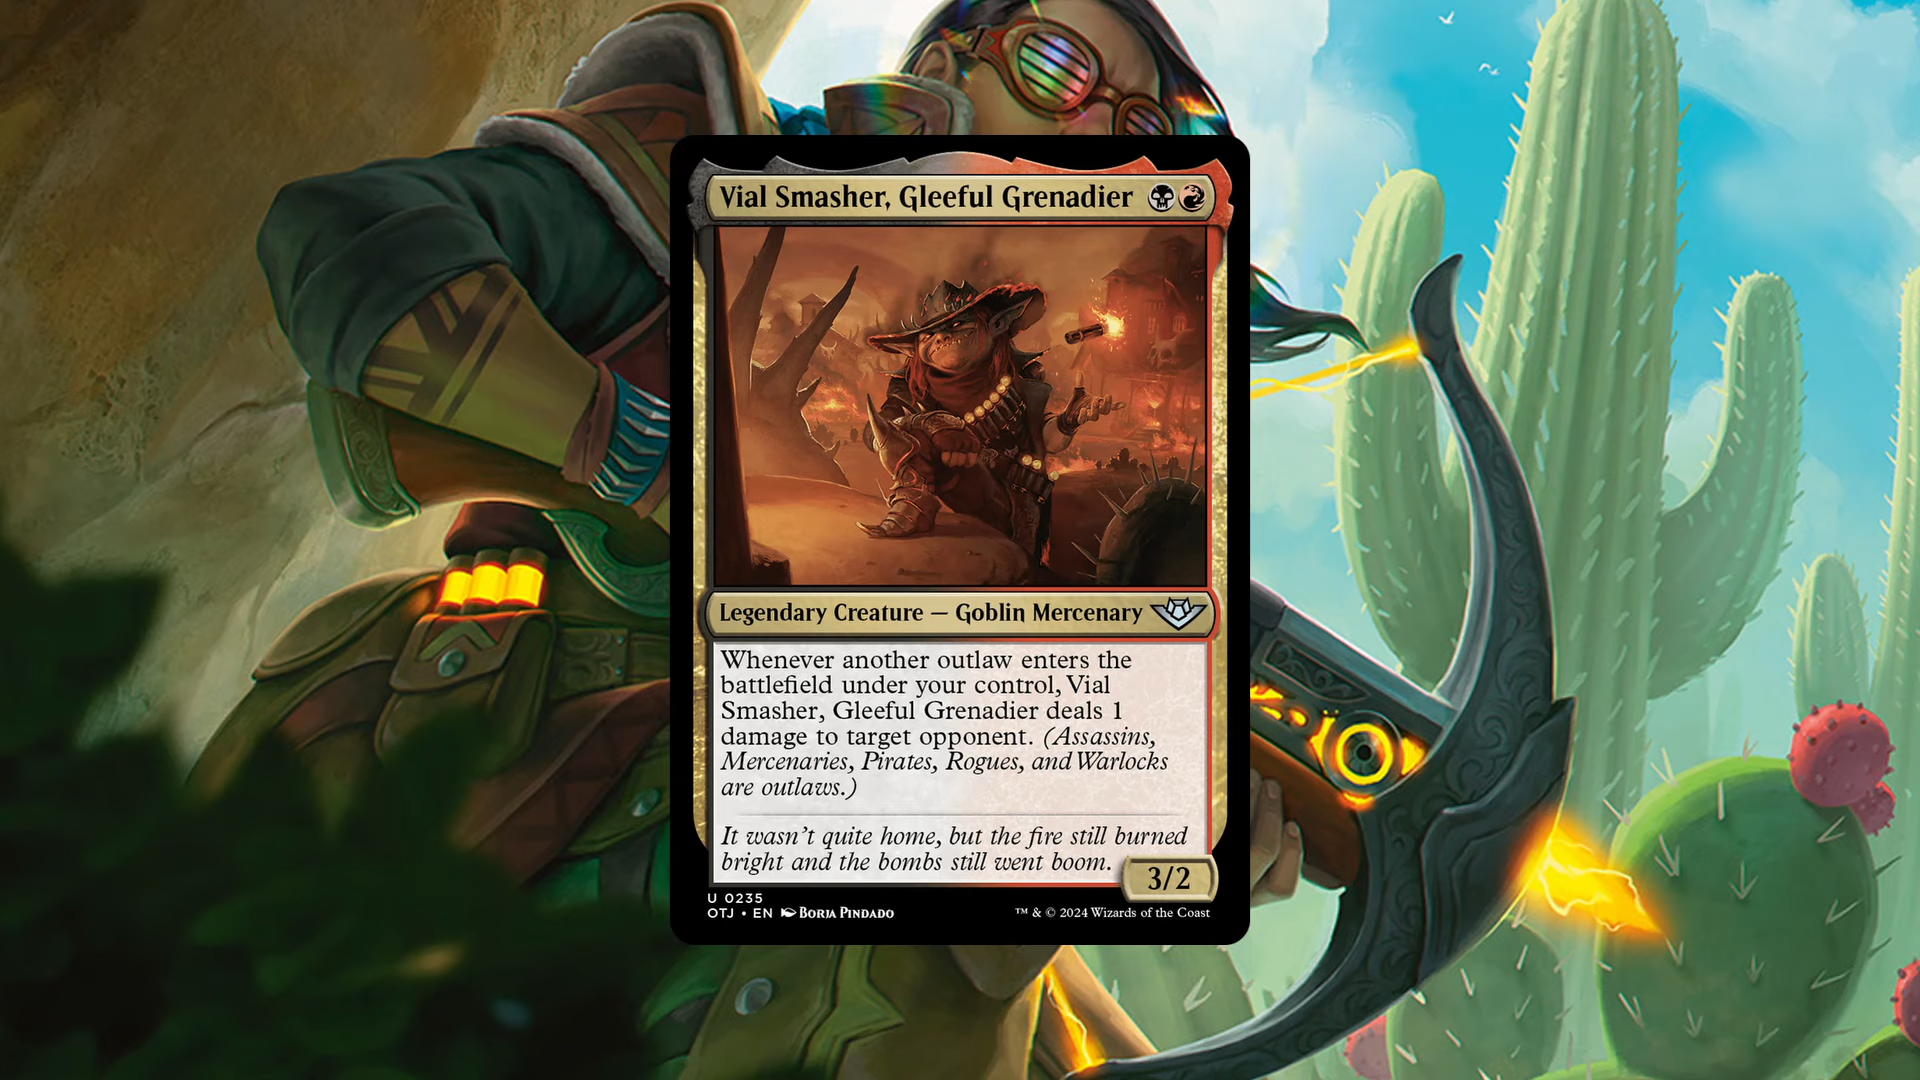 Vial Smasher, Gleeful Grenadier
Legendary Creature — Goblin Mercenary
Whenever another outlaw enters the
battlefield under your control, Vial
Smasher, Gleeful Grenadier deals 1
damage to target opponent. (Assassins,
Mercenaries, Pirates, Rogues, and Warlocks
are outlaws.)
It wasn't quite home, but the fire still burned
bright and the bombs still went boom.
3/2
U 0235
OTJ • EN Borja Pindado
™ & © 2024 Wizards of the Coast